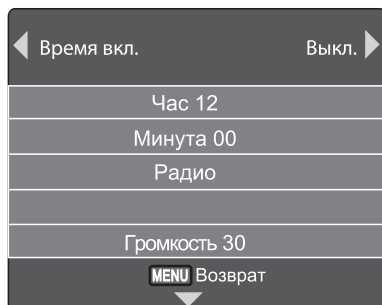 Время вкл. Выкл.
Час 12
Минута 00
Радио
Громкость 30
MENU Возврат